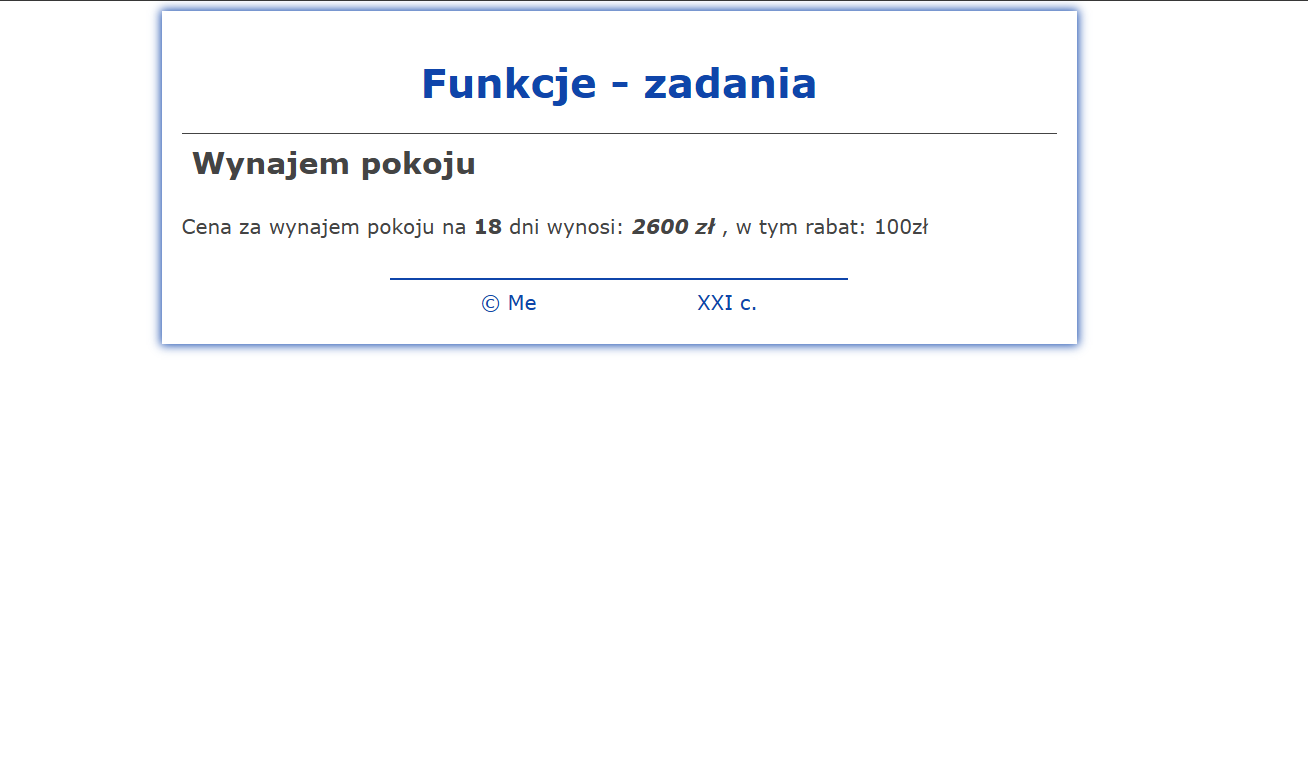 Funkcje - zadania
Wynajem pokoju
Cena za wynajem pokoju na 18 dni wynosi: 2600 zł , w tym rabat: 100zł
© Me XXI c.